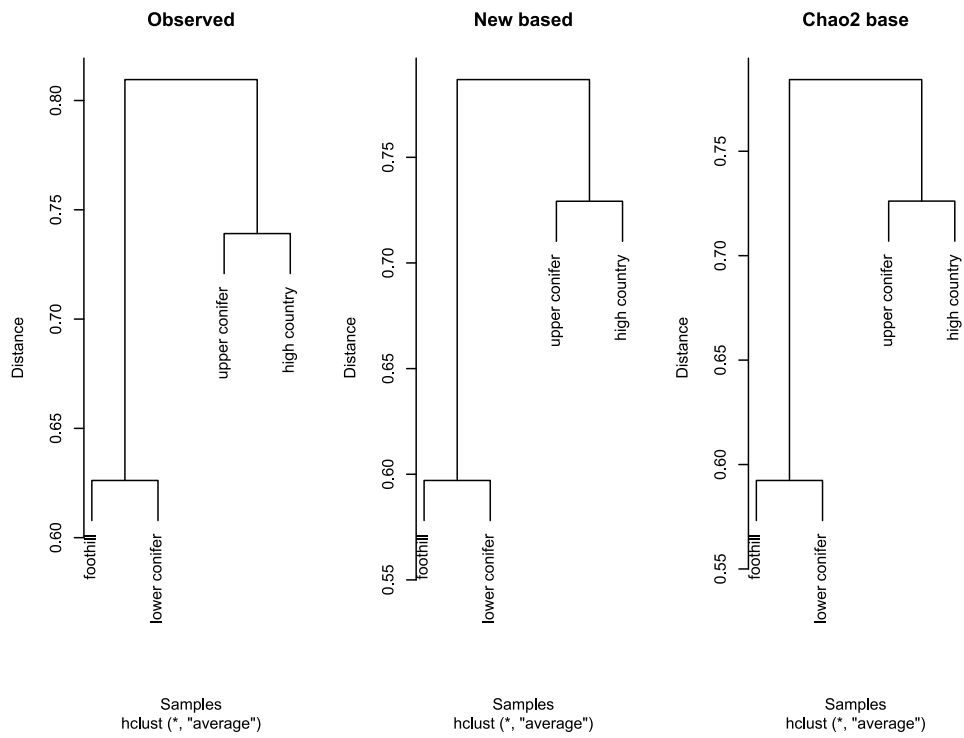 Observed
0.80
0.75
0.70
0.65
0.60
Distance
upper conifer
high country
foothill
lower conifer
Samples
hclust (*, "average")
New based
0.75
0.70
0.65
0.60
0.55
Distance
upper conifer
high country
foothill
lower conifer
Samples
hclust (*, "average")
Chao2 base
0.75
0.70
0.65
0.60
0.55
Distance
upper conifer
high country
foothill
lower conifer
Samples
hclust (*, "average")